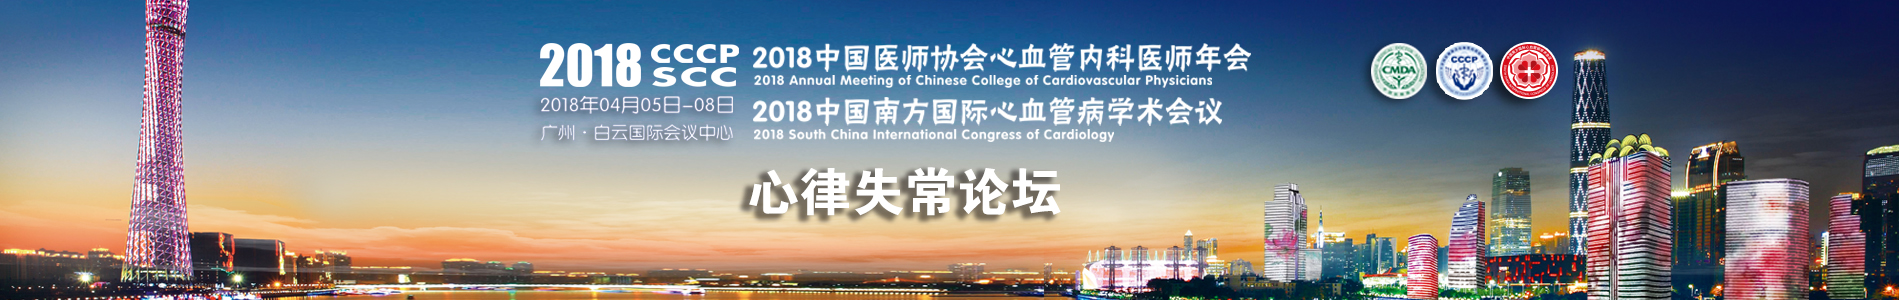 2018 CCCP
SCC
2018年04月05日-08日
广州·白云国际会议中心
2018中国医师协会心血管内科医师年会
2018 Annual Meeting of Chinese College of Cardiovascular Physicians
2018中国南方国际心血管病学术会议
2018 South China International Congress of Cardiology
心律失常论坛
CMDA
CCCP